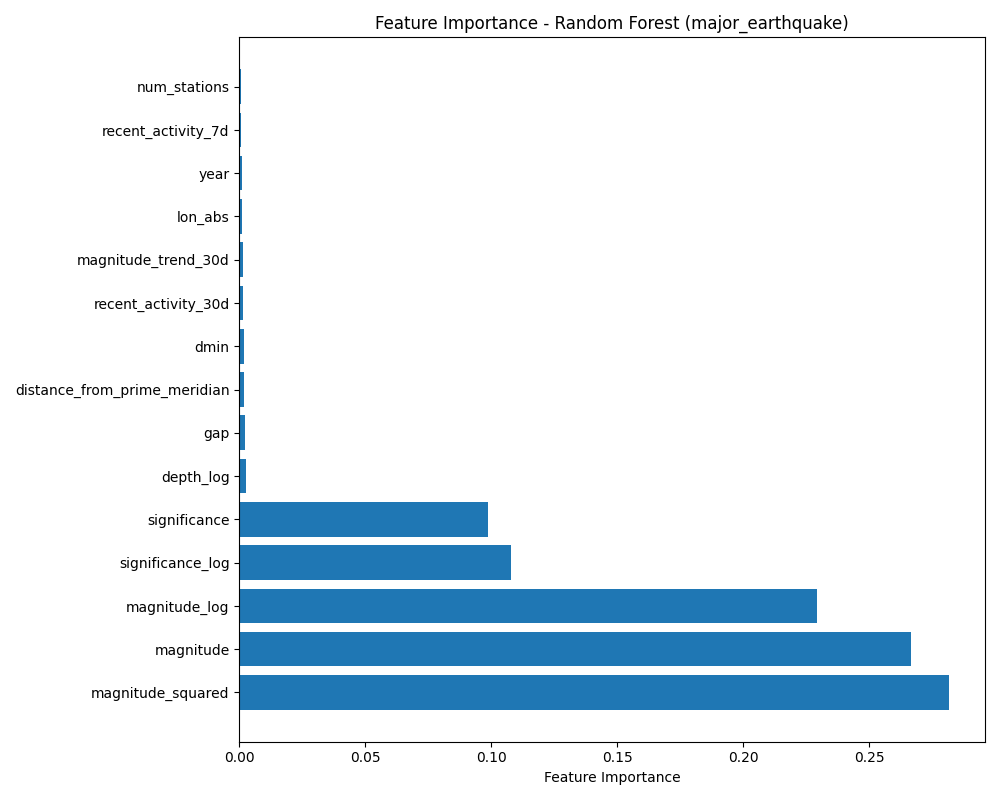 Feature Importance - Random Forest (major_earthquake)
num_stations
recent_activity_7d
year
lon_abs
magnitude_trend_30d
recent_activity_30d
dmin
distance_from_prime_meridian
gap
depth_log
significance
significance_log
magnitude_log
magnitude
magnitude_squared
0.00 0.05 0.10 0.15 0.20 0.25
Feature Importance